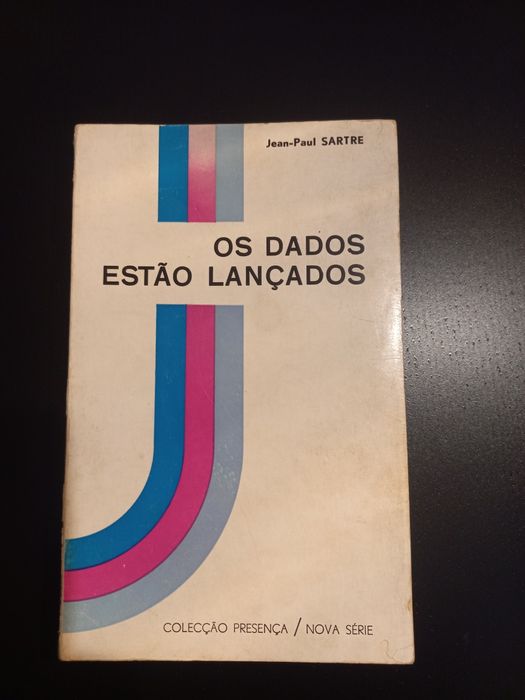 Jean-Paul SARTRE
OS DADOS
ESTÃO LANÇADOS
COLECÇÃO PRESENÇA / NOVA SÉRIE